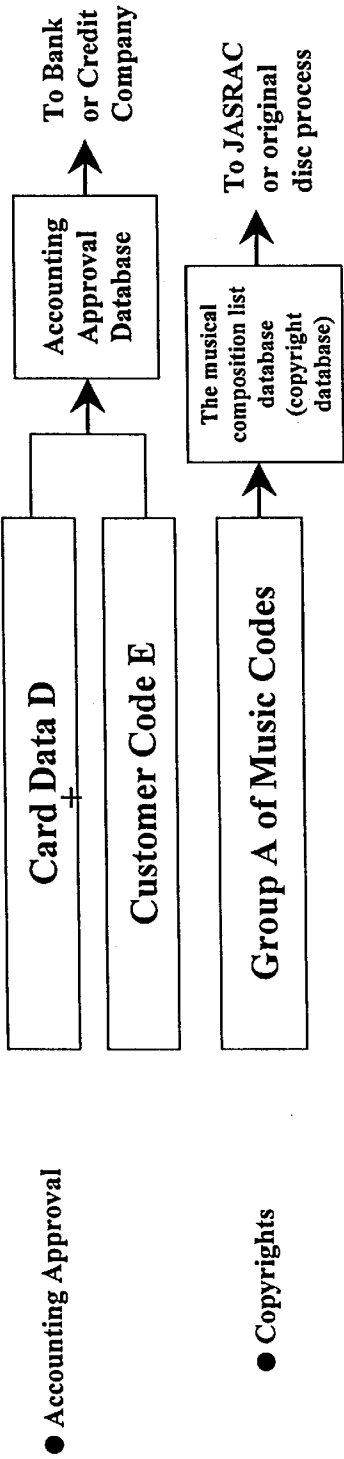 ● Accounting Approval
Card Data D
+
Customer Code E
Accounting
Approval
Database
To Bank
or Credit
Company
● Copyrights
Group A of Music Codes
The musical
composition list
database
(copyright
database)
To JASRAC
or original
disc process